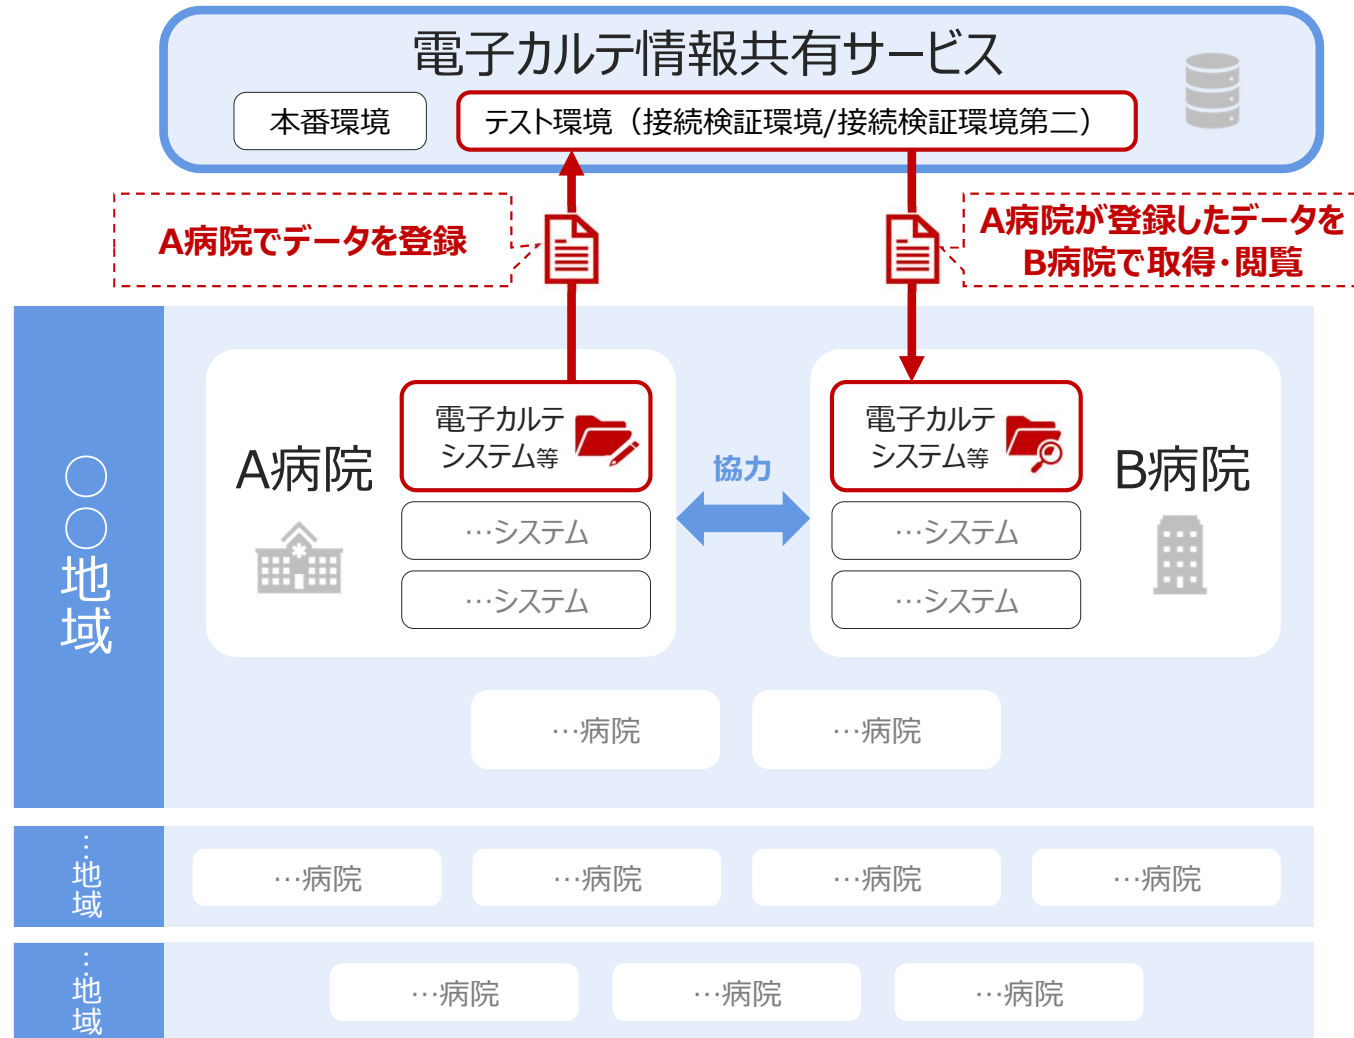 電子カルテ情報共有サービス
本番環境
テスト環境（接続検証環境/接続検証環境第二）
A病院でデータを登録
A病院が登録したデータを
B病院で取得・閲覧
〇〇地域
A病院
電子カルテ
システム等
…システム
…システム
協力
電子カルテ
システム等
…システム
…システム
B病院
…病院
…病院
…地域
…病院
…病院
…病院
…病院
…地域
…病院
…病院
…病院